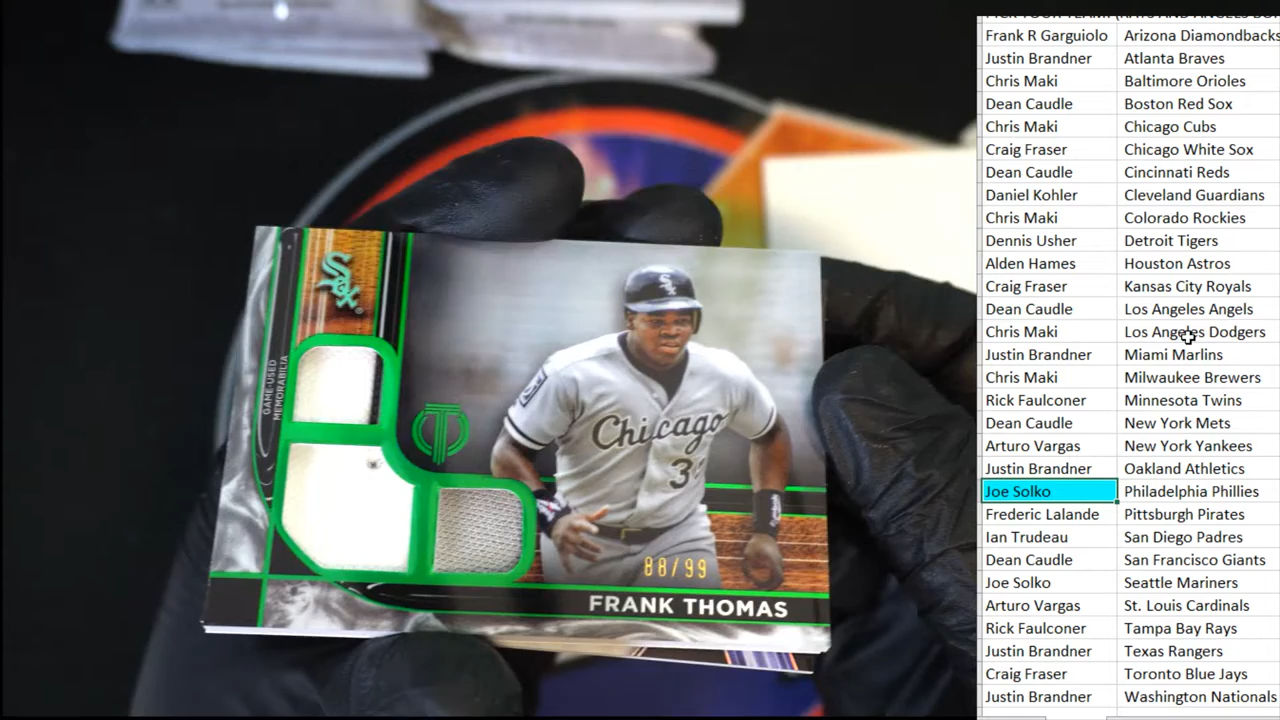 Sox
GAME-USED
MEMORABILIA
Chicago
88/99
FRANK THOMAS
Frank R Garguiolo Arizona Diamondbacks
Justin Brandner Atlanta Braves
Chris Maki Baltimore Orioles
Dean Caudle Boston Red Sox
Chris Maki Chicago Cubs
Craig Fraser Chicago White Sox
Dean Caudle Cincinnati Reds
Daniel Kohler Cleveland Guardians
Chris Maki Colorado Rockies
Dennis Usher Detroit Tigers
Alden Hames Houston Astros
Craig Fraser Kansas City Royals
Dean Caudle Los Angeles Angels
Chris Maki Los Angeles Dodgers
Justin Brandner Miami Marlins
Chris Maki Milwaukee Brewers
Rick Faulconer Minnesota Twins
Dean Caudle New York Mets
Arturo Vargas New York Yankees
Justin Brandner Oakland Athletics
Joe Solko Philadelphia Phillies
Frederic Lalande Pittsburgh Pirates
Ian Trudeau San Diego Padres
Dean Caudle San Francisco Giants
Joe Solko Seattle Mariners
Arturo Vargas St. Louis Cardinals
Rick Faulconer Tampa Bay Rays
Justin Brandner Texas Rangers
Craig Fraser Toronto Blue Jays
Justin Brandner Washington Nationals